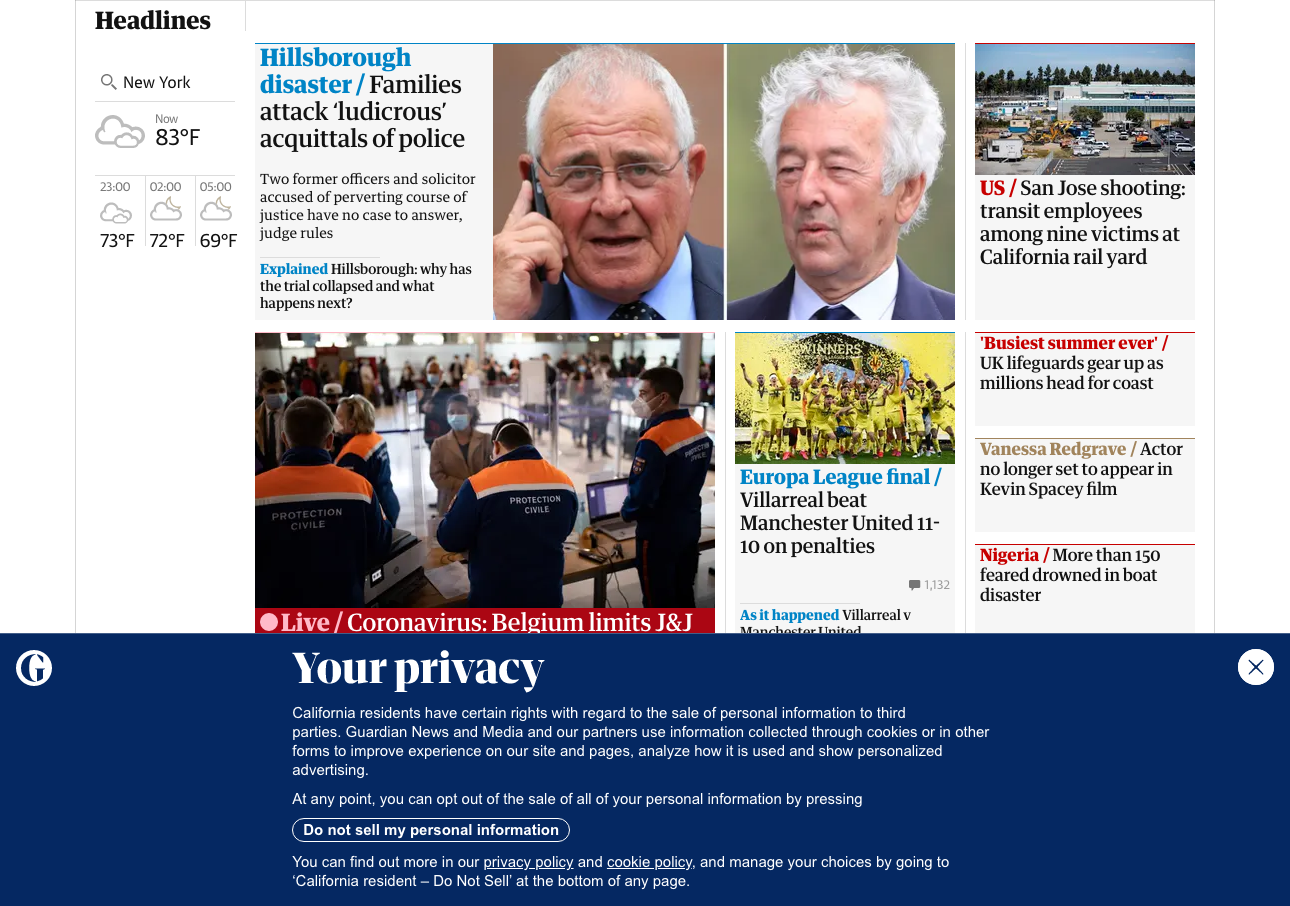 Headlines
New York
Now
83°F
23:00
02:00
05:00
73°F
72°F
69°F
Hillsborough
disaster / Families
attack ‘ludicrous’
acquittals of police
Two former officers and solicitor
accused of perverting course of
justice have no case to answer,
judge rules
Explained Hillsborough: why has
the trial collapsed and what
happens next?
US / San Jose shooting:
transit employees
among nine victims at
California rail yard
PROTECTION
CIVILE
PROTECTION
CIVILE
PROTECTION
CIVILE
Live / Coronavirus: Belgium limits J&J
WINNERS
Europa League final /
Villarreal beat
Manchester United 11-
10 on penalties
1,132
As it happened Villarreal v
Manchester United
'Busiest summer ever' /
UK lifeguards gear up as
millions head for coast
Vanessa Redgrave / Actor
no longer set to appear in
Kevin Spacey film
Nigeria / More than 150
feared drowned in boat
disaster
G
Your privacy
California residents have certain rights with regard to the sale of personal information to third
parties. Guardian News and Media and our partners use information collected through cookies or in other
forms to improve experience on our site and pages, analyze how it is used and show personalized
advertising.
At any point, you can opt out of the sale of all of your personal information by pressing
Do not sell my personal information
You can find out more in our privacy policy and cookie policy, and manage your choices by going to
‘California resident – Do Not Sell’ at the bottom of any page.